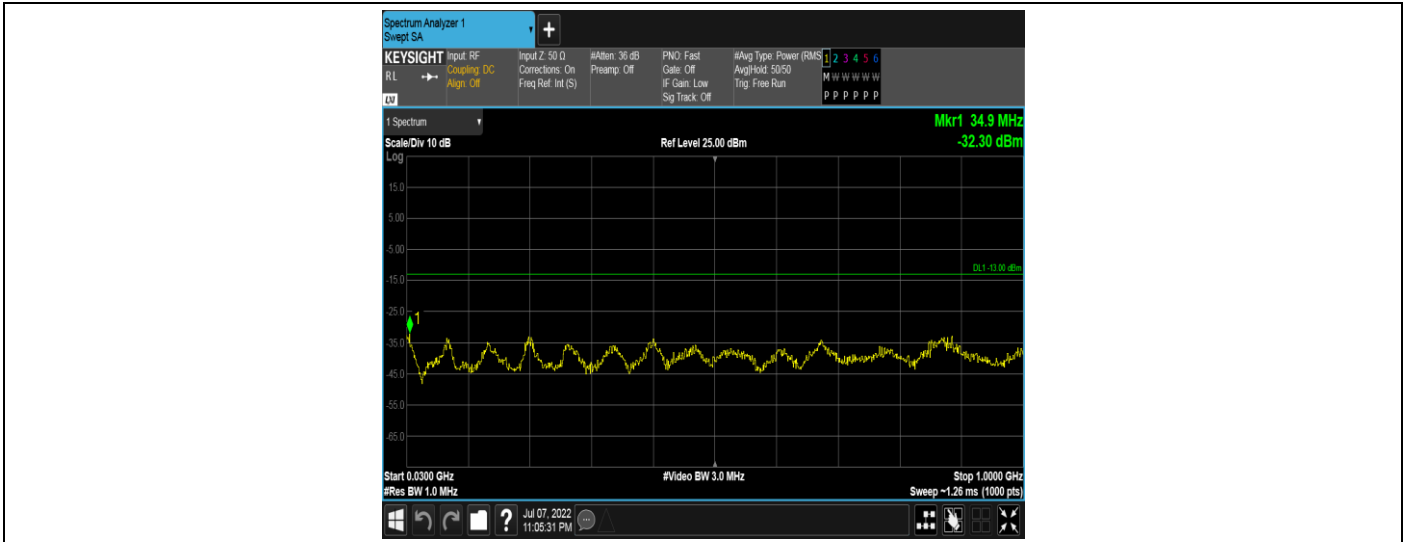 Spectrum Analyzer 1
Swept SA
+
KEYSIGHT
RL
LXI
Input: RF
Coupling: DC
Align: Off
Input Z: 50 Ω
Corrections: On
Freq Ref: Int (S)
#Atten: 36 dB
Preamp: Off
PNO: Fast
Gate: Off
IF Gain: Low
Sig Track: Off
#Avg Type: Power (RMS
Avg|Hold: 50/50
Trig: Free Run
1 2 3 4 5 6
M W W W W W
P P P P P P
1 Spectrum
Mkr1 34.9 MHz
Scale/Div 10 dB
Ref Level 25.00 dBm
-32.30 dBm
Log
15.0
5.00
-5.00
DL1 -13.00 dBm
-15.0
-25.0
1
-35.0
-45.0
-55.0
-65.0
Start 0.0300 GHz
#Video BW 3.0 MHz
Stop 1.0000 GHz
#Res BW 1.0 MHz
Sweep ~1.26 ms (1000 pts)
?
Jul 07, 2022
11:05:31 PM